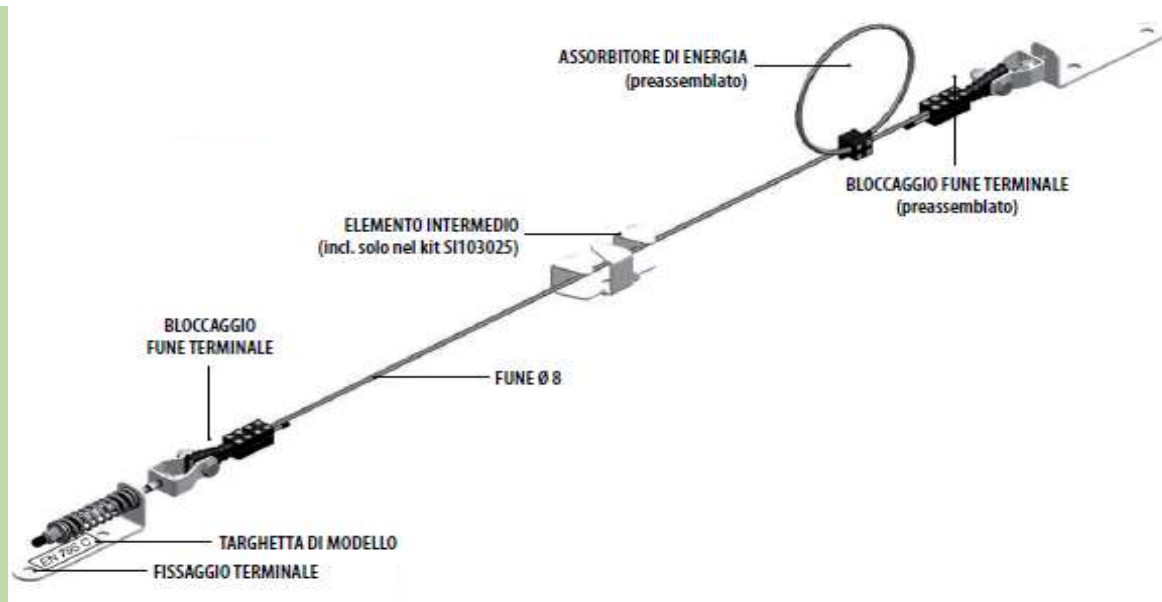 ASSORBITORE DI ENERGIA
(preassemblato)
BLOCCAGGIO FUNE TERMINALE
(preassemblato)
ELEMENTO INTERMEDIO
(incl. solo nel kit SI103025)
BLOCCAGGIO
FUNE TERMINALE
FUNE Ø 8
EN 795 C
TARGHETTA DI MODELLO
FISSAGGIO TERMINALE